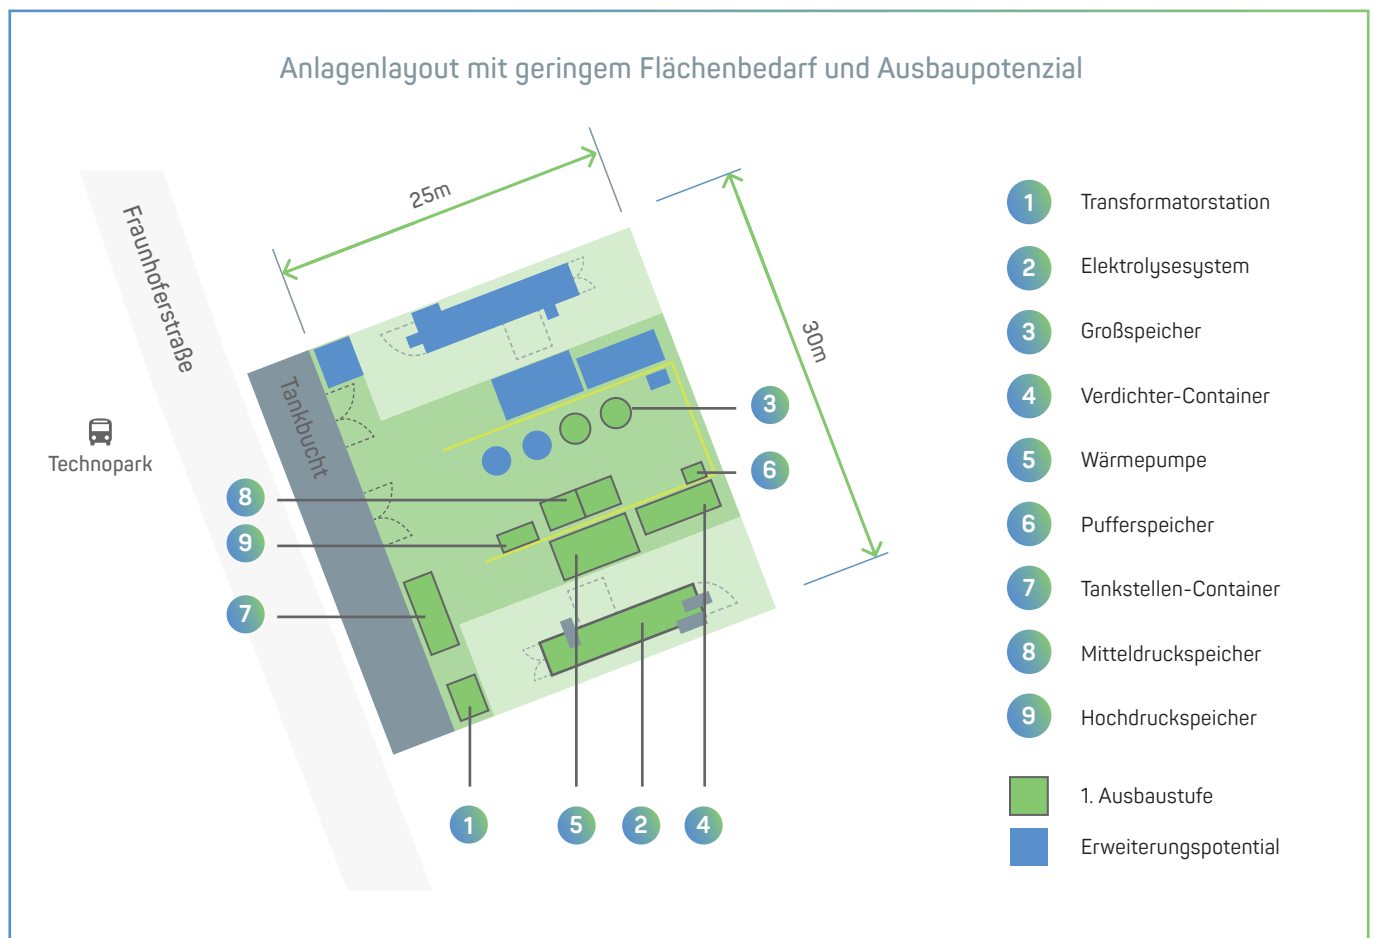 Anlagenlayout mit geringem Flächenbedarf und Ausbaupotenzial
25m
30m
Fraunhoferstraße
Tankbucht
Technopark
3
6
8
9
7
1
5
2
4
1 Transformatorstation
2 Elektrolysesystem
3 Großspeicher
4 Verdichter-Container
5 Wärmepumpe
6 Pufferspeicher
7 Tankstellen-Container
8 Mitteldruckspeicher
9 Hochdruckspeicher
1. Ausbaustufe
Erweiterungspotential